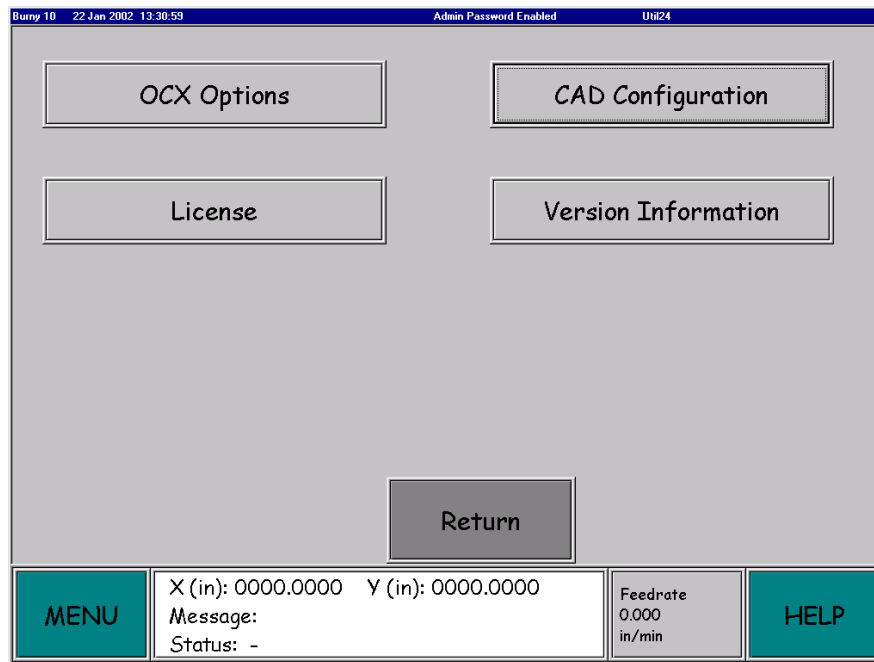 Burny 10 22 Jan 2002 13:30:59 Admin Password Enabled Util24
OCX Options CAD Configuration
License Version Information
Return
MENU
X (in): 0000.0000 Y (in): 0000.0000
Message:
Status: -
Feedrate
0.000
in/min
HELP